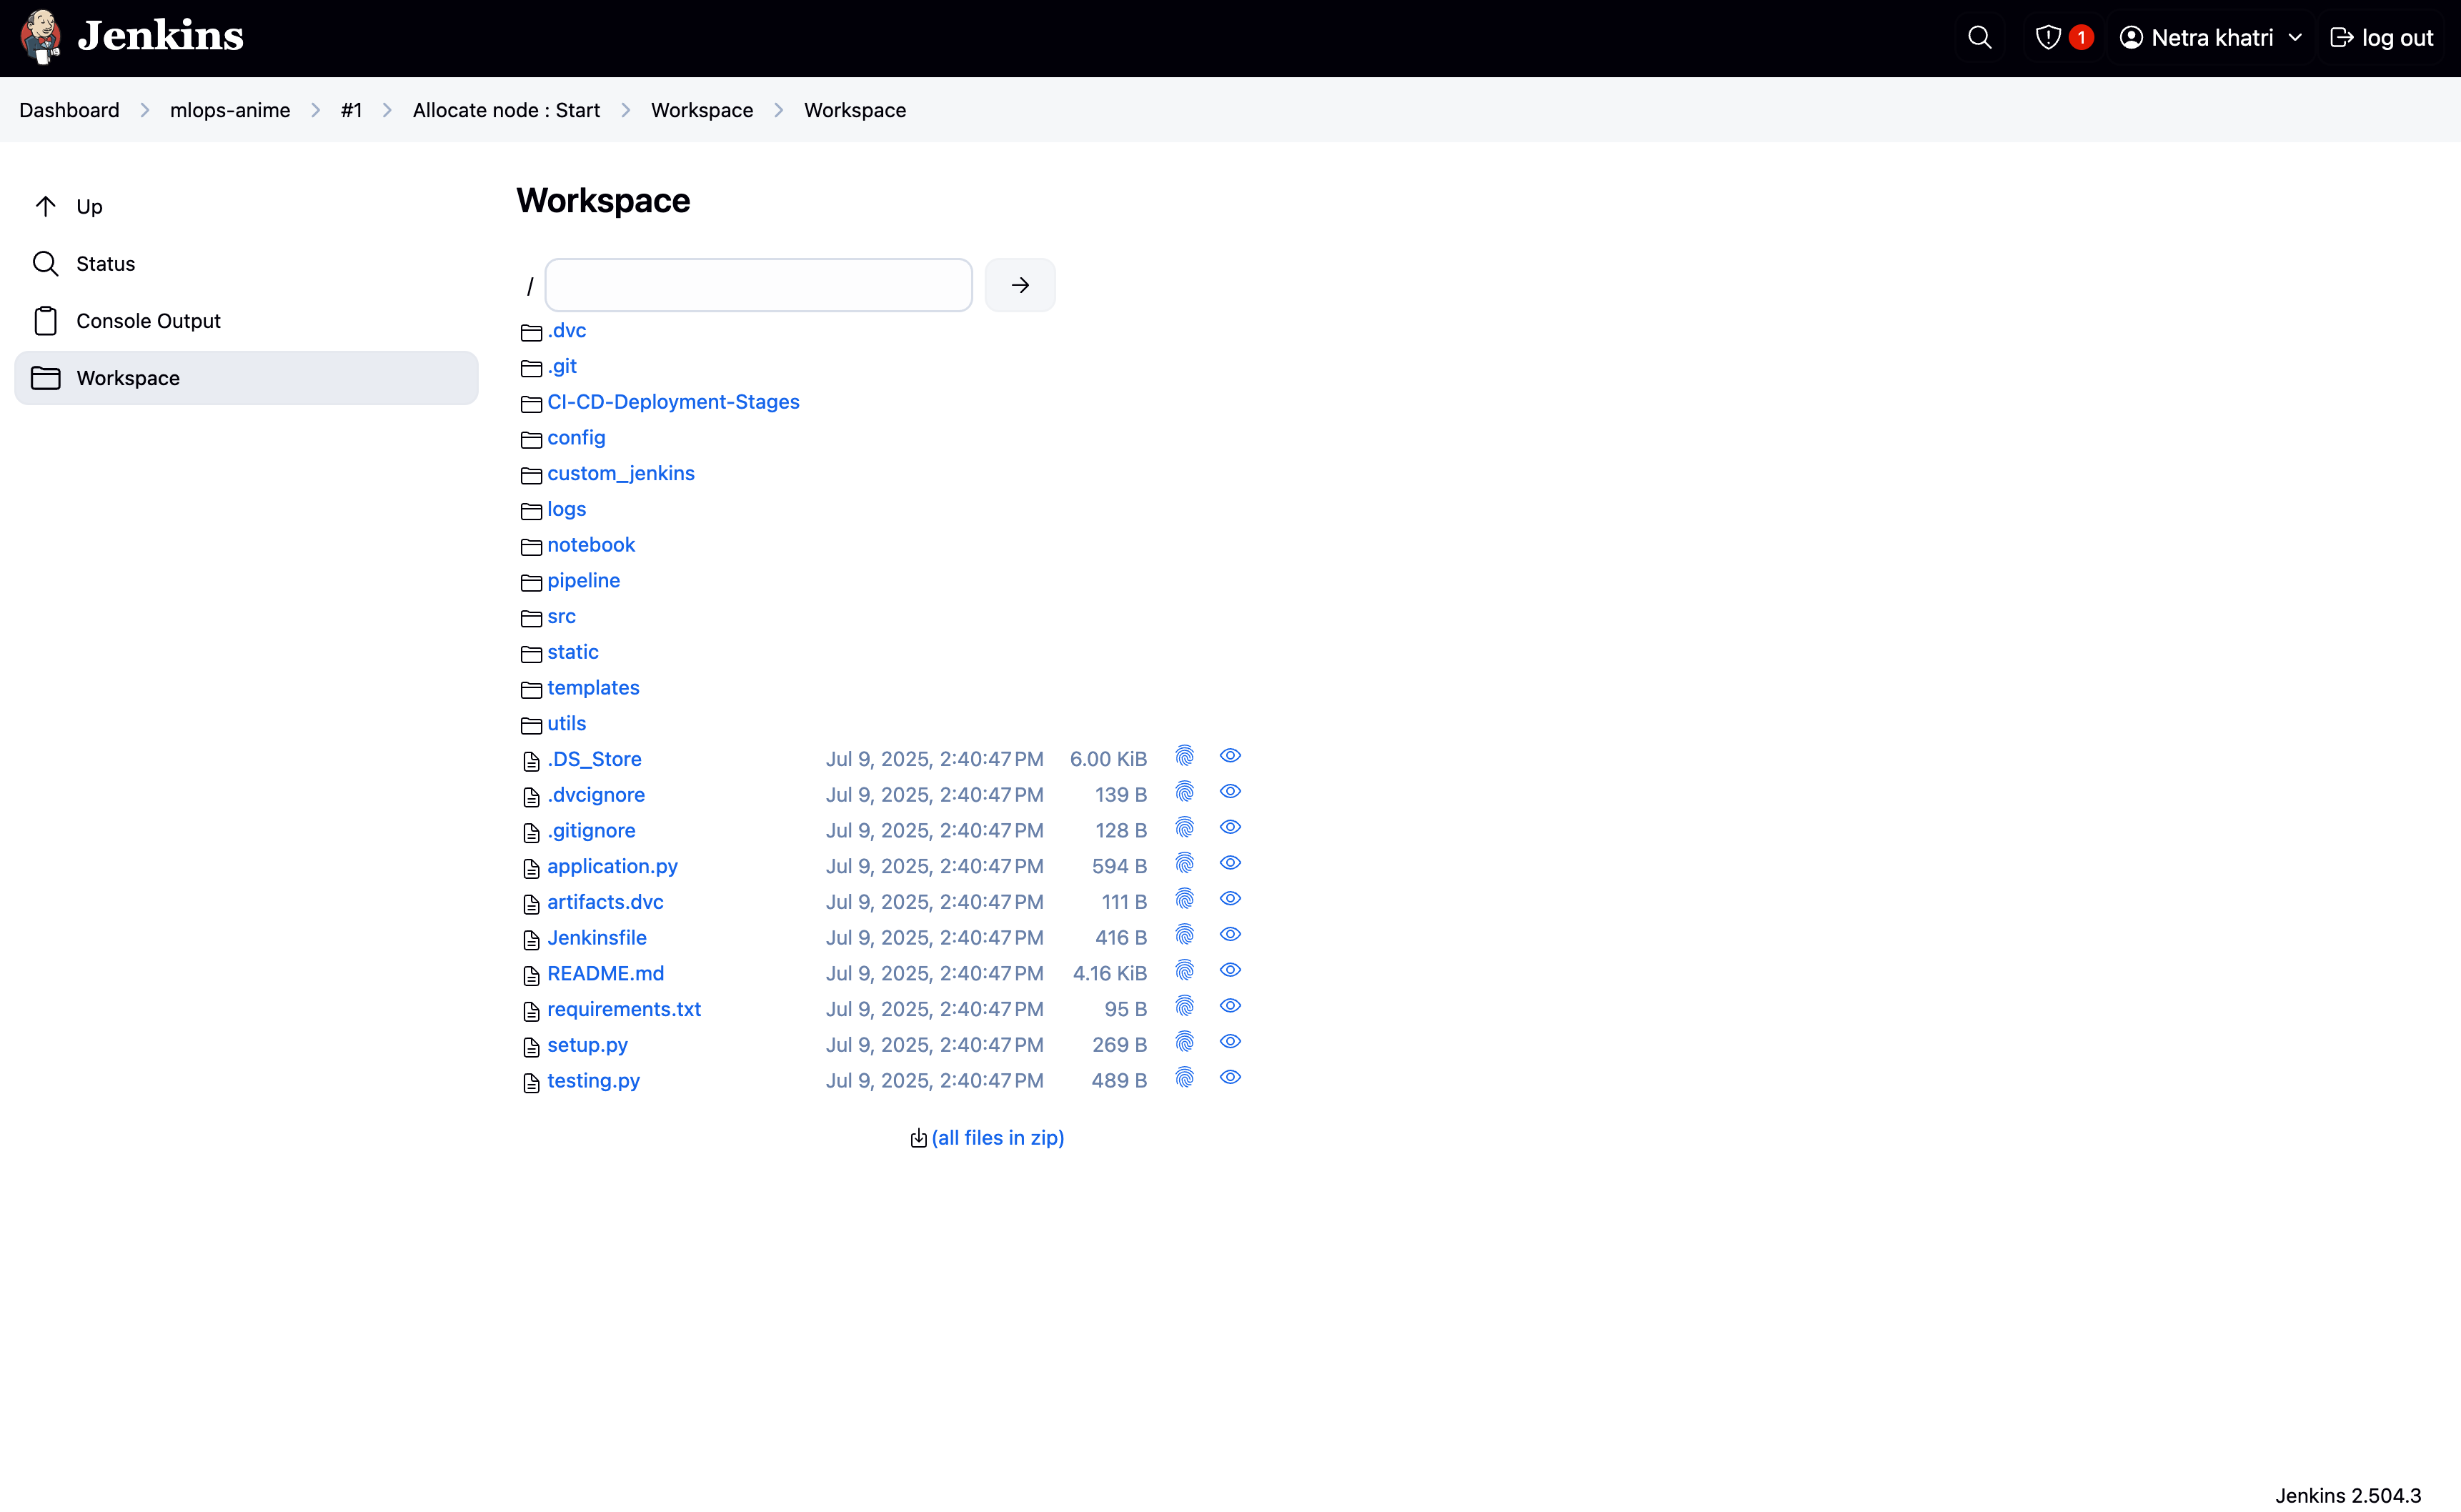 Jenkins
1
Netra khatri
log out
Dashboard
mlops-anime
#1
Allocate node : Start
Workspace
Workspace
Up
Status
Console Output
Workspace
Workspace
/
.dvc
.git
CI-CD-Deployment-Stages
config
custom_jenkins
logs
notebook
pipeline
src
static
templates
utils
.DS_Store Jul 9, 2025, 2:40:47 PM 6.00 KiB
.dvcignore Jul 9, 2025, 2:40:47 PM 139 B
.gitignore Jul 9, 2025, 2:40:47 PM 128 B
application.py Jul 9, 2025, 2:40:47 PM 594 B
artifacts.dvc Jul 9, 2025, 2:40:47 PM 111 B
Jenkinsfile Jul 9, 2025, 2:40:47 PM 416 B
README.md Jul 9, 2025, 2:40:47 PM 4.16 KiB
requirements.txt Jul 9, 2025, 2:40:47 PM 95 B
setup.py Jul 9, 2025, 2:40:47 PM 269 B
testing.py Jul 9, 2025, 2:40:47 PM 489 B
(all files in zip)
Jenkins 2.504.3